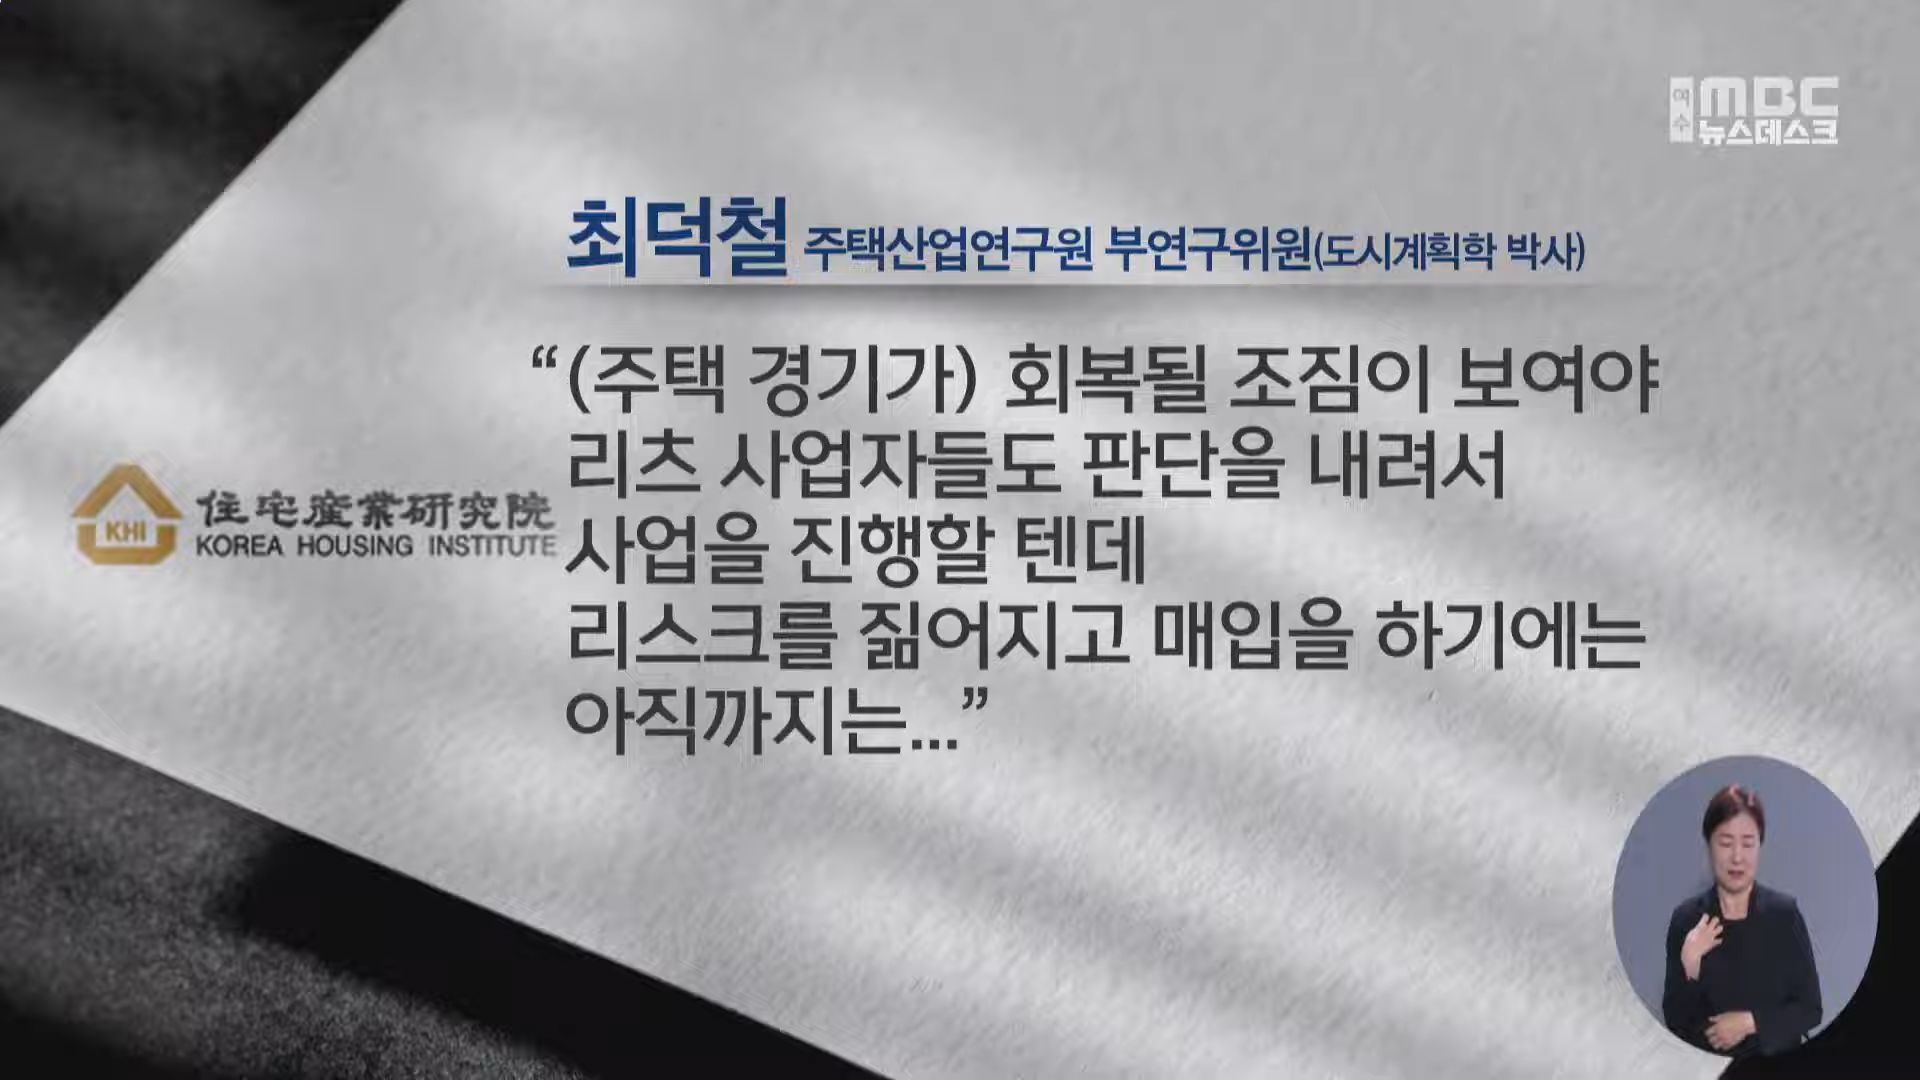 여수 MBC
뉴스데스크
최덕철 주택산업연구원 부연구위원(도시계획학 박사)
“(주택 경기가) 회복될 조짐이 보여야
리츠 사업자들도 판단을 내려서
사업을 진행할 텐데
리스크를 짊어지고 매입을 하기에는
아직까지는...”
KHI
住宅産業研究院
KOREA HOUSING INSTITUTE